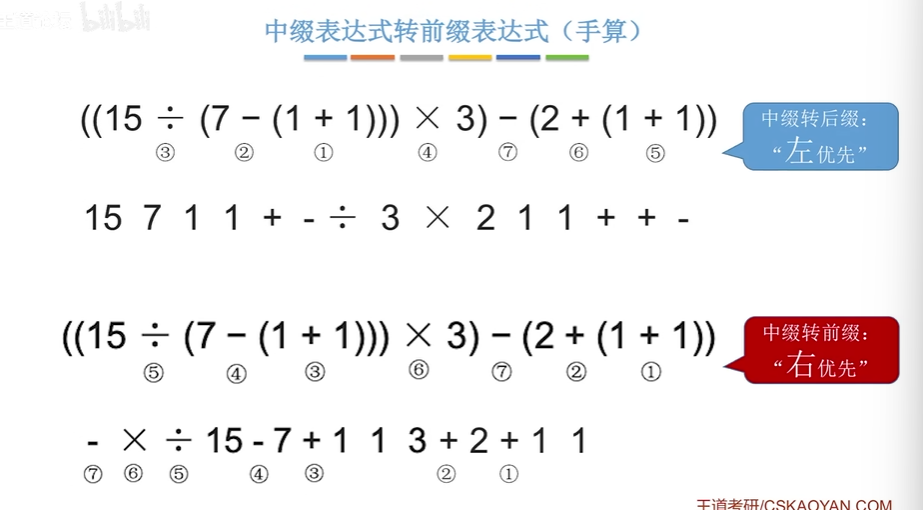 bilibili
中缀表达式转前缀表达式（手算）
((15 ÷ (7 − (1 + 1))) × 3) − (2 + (1 + 1))
③ ② ① ④ ⑦ ⑥ ⑤
中缀转后缀：
“左优先”
15 7 1 1 + - ÷ 3 × 2 1 1 + + -
((15 ÷ (7 − (1 + 1))) × 3) − (2 + (1 + 1))
⑤ ④ ③ ⑥ ⑦ ② ①
中缀转前缀：
“右优先”
- × ÷ 15 - 7 + 1 1 3 + 2 + 1 1
⑦ ⑥ ⑤ ④ ③ ② ①
王道考研/CSKAOYAN.COM